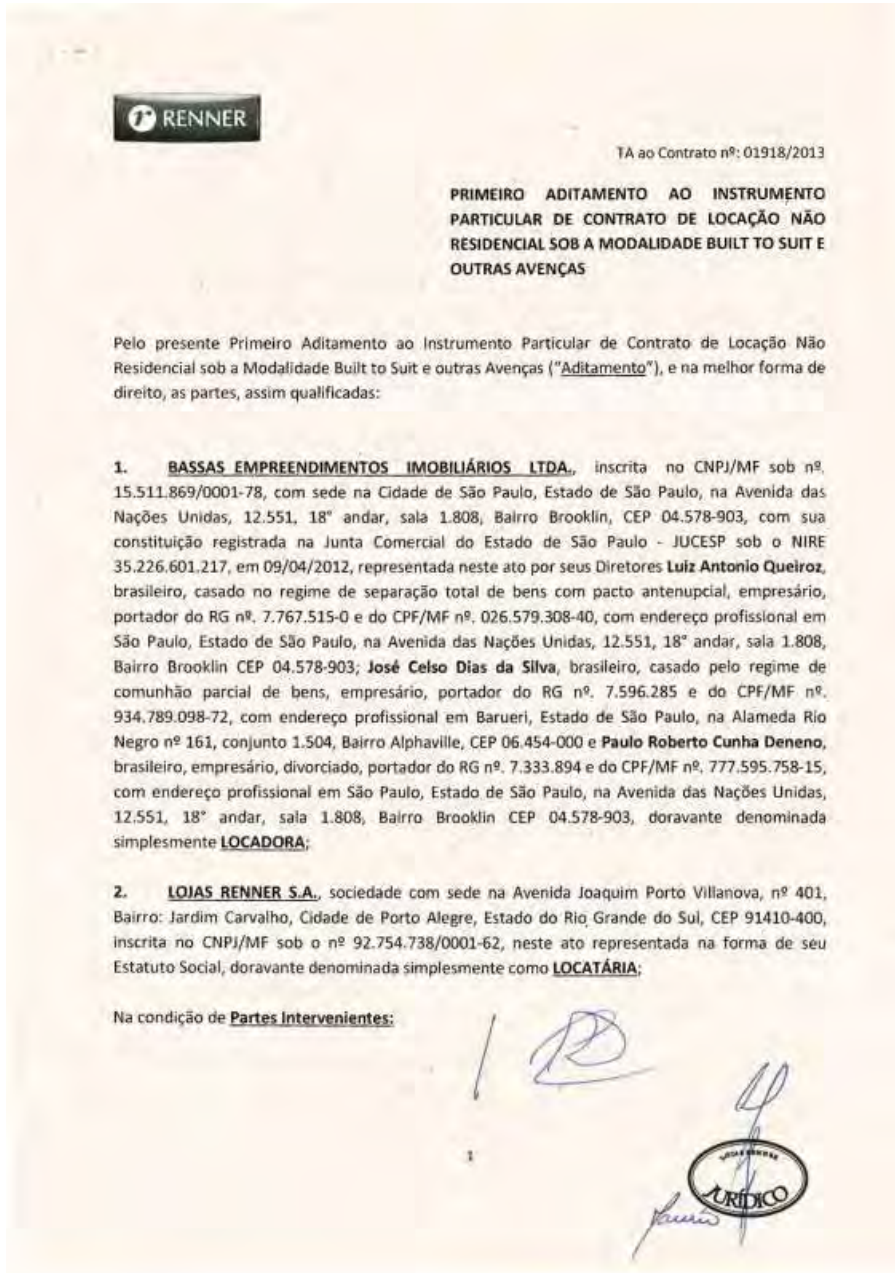 RENNER
TA ao Contrato nº: 01918/2013
PRIMEIRO ADITAMENTO AO INSTRUMENTO
PARTICULAR DE CONTRATO DE LOCAÇÃO NÃO
RESIDENCIAL SOB A MODALIDADE BUILT TO SUIT E
OUTRAS AVENÇAS
Pelo presente Primeiro Aditamento ao Instrumento Particular de Contrato de Locação Não
Residencial sob a Modalidade Built to Suit e outras Avenças ("Aditamento"), e na melhor forma de
direito, as partes, assim qualificadas:
1. BASSAS EMPREENDIMENTOS IMOBILIÁRIOS LTDA., inscrita no CNPJ/MF sob nº.
15.511.869/0001-78, com sede na Cidade de São Paulo, Estado de São Paulo, na Avenida das
Nações Unidas, 12.551, 18° andar, sala 1.808, Bairro Brooklin, CEP 04.578-903, com sua
constituição registrada na Junta Comercial do Estado de São Paulo - JUCESP sob o NIRE
35.226.601.217, em 09/04/2012, representada neste ato por seus Diretores Luiz Antonio Queiroz,
brasileiro, casado no regime de separação total de bens com pacto antenupcial, empresário,
portador do RG nº. 7.767.515-0 e do CPF/MF nº. 026.579.308-40, com endereço profissional em
São Paulo, Estado de São Paulo, na Avenida das Nações Unidas, 12.551, 18° andar, sala 1.808,
Bairro Brooklin CEP 04.578-903; José Celso Dias da Silva, brasileiro, casado pelo regime de
comunhão parcial de bens, empresário, portador do RG nº. 7.596.285 e do CPF/MF nº.
934.789.098-72, com endereço profissional em Barueri, Estado de São Paulo, na Alameda Rio
Negro nº 161, conjunto 1.504, Bairro Alphaville, CEP 06.454-000 e Paulo Roberto Cunha Deneno,
brasileiro, empresário, divorciado, portador do RG nº. 7.333.894 e do CPF/MF nº. 777.595.758-15,
com endereço profissional em São Paulo, Estado de São Paulo, na Avenida das Nações Unidas,
12.551, 18° andar, sala 1.808, Bairro Brooklin CEP 04.578-903, doravante denominada
simplesmente LOCADORA;
2. LOJAS RENNER S.A., sociedade com sede na Avenida Joaquim Porto Villanova, nº 401,
Bairro: Jardim Carvalho, Cidade de Porto Alegre, Estado do Rio Grande do Sul, CEP 91410-400,
inscrita no CNPJ/MF sob o nº 92.754.738/0001-62, neste ato representada na forma de seu
Estatuto Social, doravante denominada simplesmente como LOCATÁRIA;
Na condição de Partes Intervenientes:
1
LOJAS RENNER
JURÍDICO